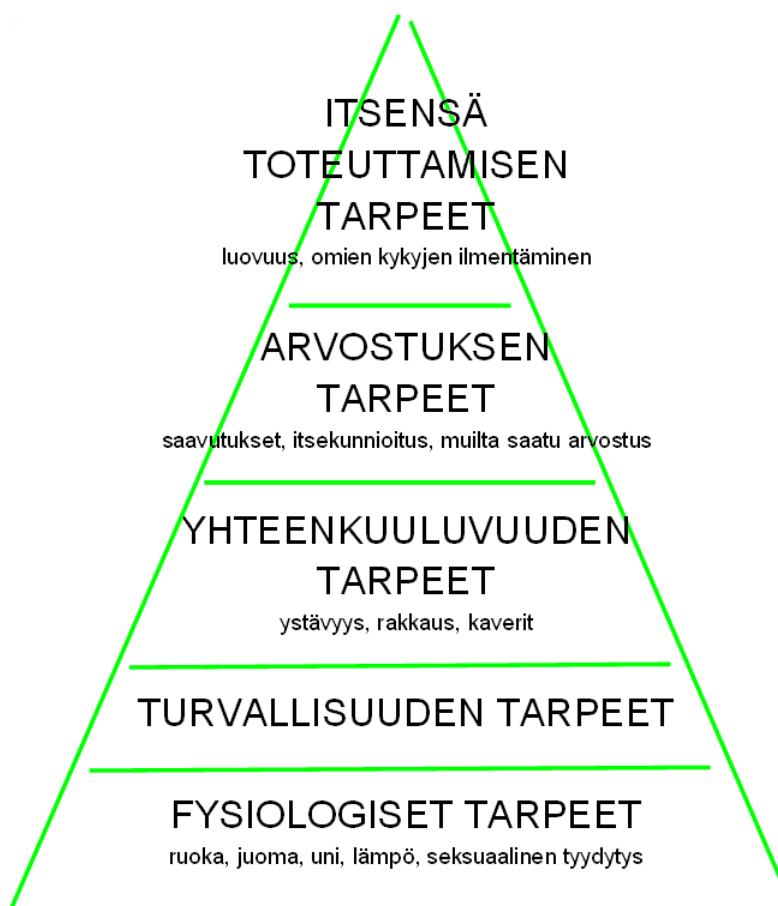 ITSENSÄ
TOTEUTTAMISEN
TARPEET
luovuus, omien kykyjen ilmentäminen
ARVOSTUKSEN
TARPEET
saavutukset, itsekunnioitus, muilta saatu arvostus
YHTEENKUULUVUUDEN
TARPEET
ystävyys, rakkaus, kaverit
TURVALLISUUDEN TARPEET
FYSIOLOGISET TARPEET
ruoka, juoma, uni, lämpö, seksuaalinen tyydytys